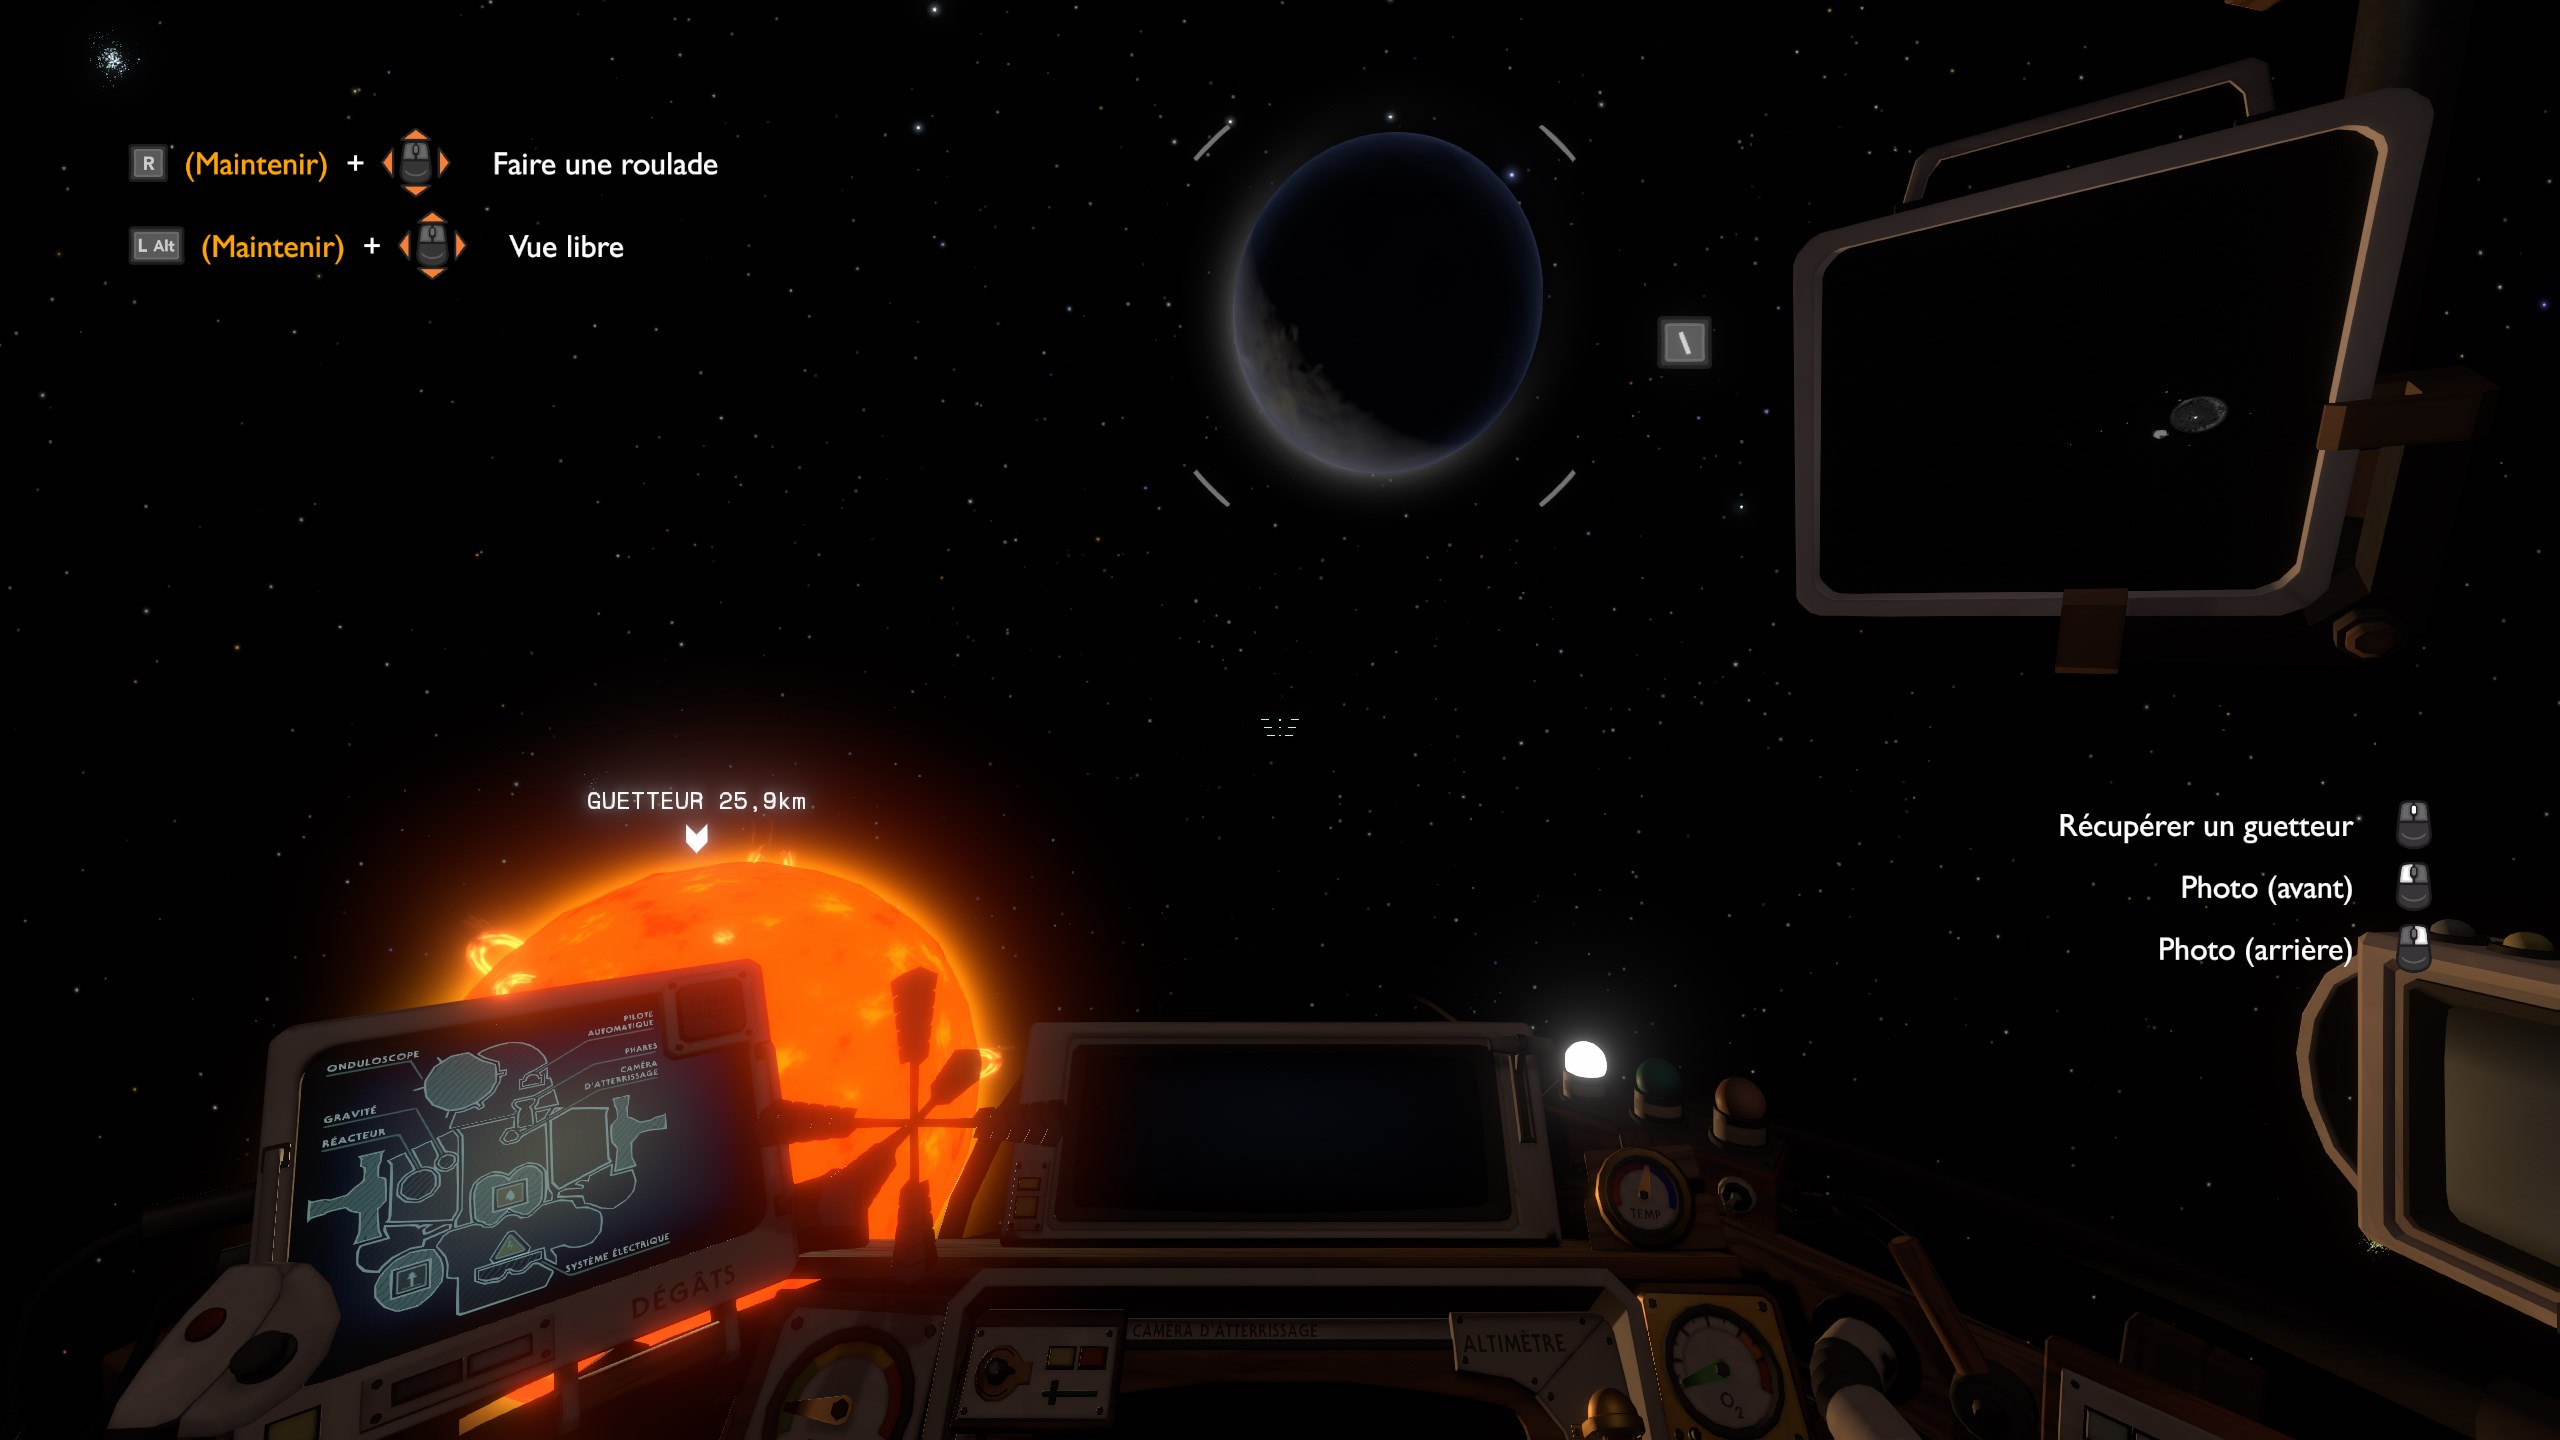 R (Maintenir) + Faire une roulade
L Alt (Maintenir) + Vue libre
\
GUETTEUR 25,9km
Récupérer un guetteur
Photo (avant)
Photo (arrière)
ONDULOSCOPE
PILOTE
AUTOMATIQUE
PHARES
CAMÉRA
D'ATTERRISSAGE
GRAVITÉ
RÉACTEUR
SYSTÈME ÉLECTRIQUE
DÉGÂTS
TEMP
CAMÉRA D'ATTERRISSAGE
ALTIMÈTRE
O2